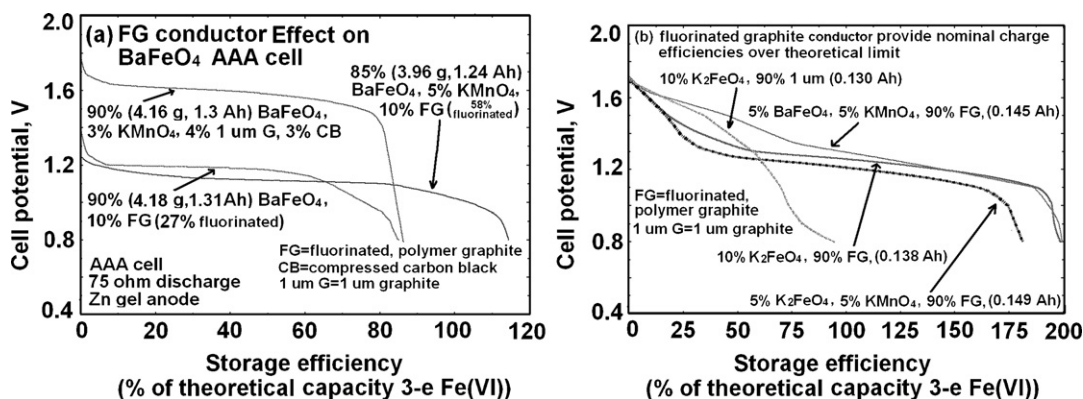 (a) FG conductor Effect on
BaFeO₄ AAA cell
85% (3.96 g,1.24 Ah)
BaFeO₄, 5% KMnO₄,
10% FG (58% fluorinated)
90% (4.16 g, 1.3 Ah) BaFeO₄,
3% KMnO₄, 4% 1 um G, 3% CB
90% (4.18 g,1.31Ah) BaFeO₄,
10% FG (27% fluorinated)
FG=fluorinated, polymer graphite
CB=compressed carbon black
1 um G=1 um graphite
AAA cell
75 ohm discharge
Zn gel anode
Cell potential, V
2.0
1.6
1.2
0.8
0.4
0 20 40 60 80 100 120
Storage efficiency
(% of theoretical capacity 3-e Fe(VI))
(b) fluorinated graphite conductor provide nominal charge
efficiencies over theoretical limit
10% K₂FeO₄, 90% 1 um (0.130 Ah)
5% BaFeO₄, 5% KMnO₄, 90% FG, (0.145 Ah)
FG=fluorinated,
polymer graphite
1 um G=1 um graphite
10% K₂FeO₄, 90% FG, (0.138 Ah)
5% K₂FeO₄, 5% KMnO₄, 90% FG, (0.149 Ah)
Cell potential, V
2.0
1.6
1.2
0.8
0.4
0 25 50 75 100 125 150 175 200
Storage efficiency
(% of theoretical capacity 3-e Fe(VI))